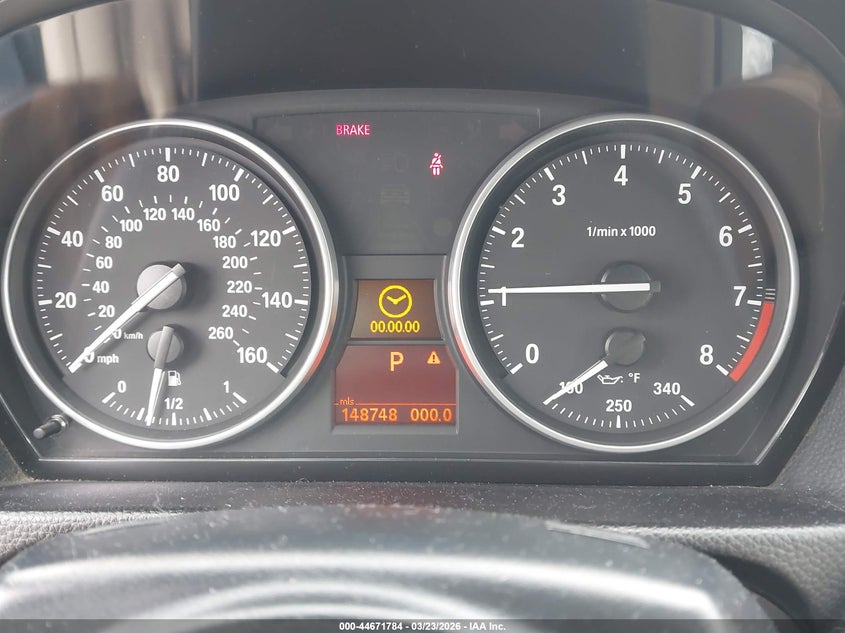 BRAKE
20 40 60 80 100 120 140 160
20 40 60 80 100 120 140 160 180 200 220 240 260
km/h
mph
0 1/2 1
00.00.00
P
mls
148748 000.0
0 1 2 3 4 5 6 7 8
1/min x 1000
°F
250 340
000-44671784 - 03/23/2026 - IAA Inc.